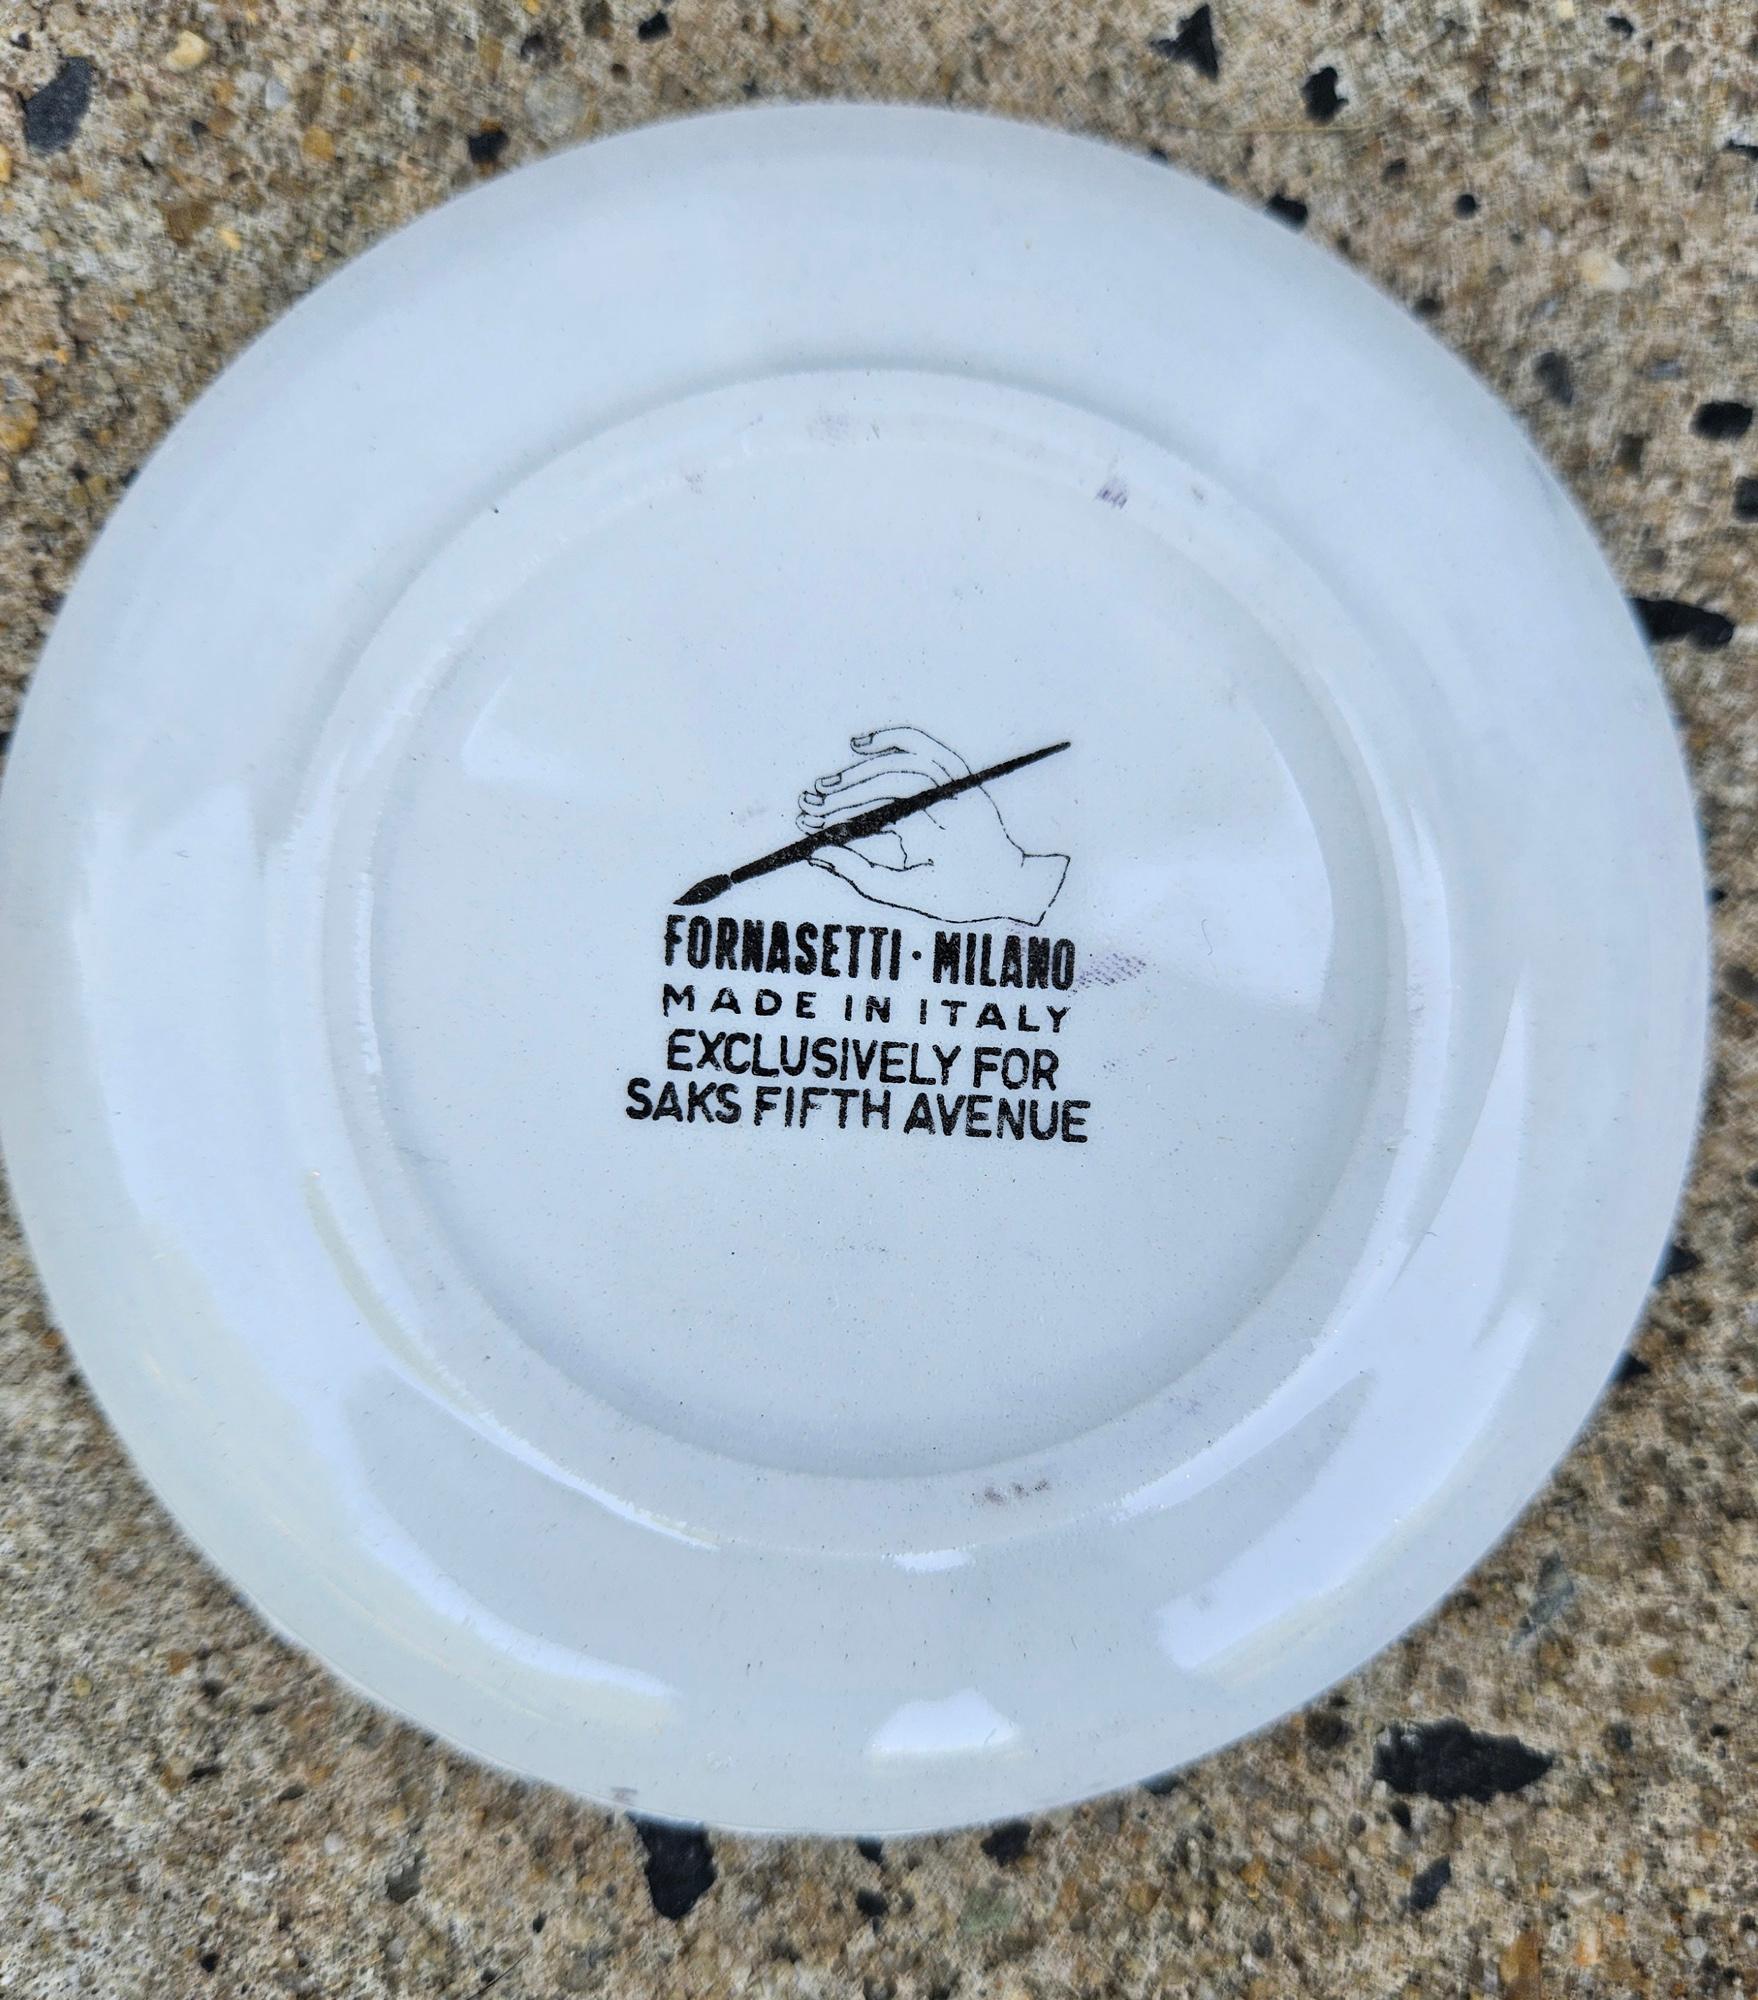 FORNASETTI · MILANO
MADE IN ITALY
EXCLUSIVELY FOR
SAKS FIFTH AVENUE